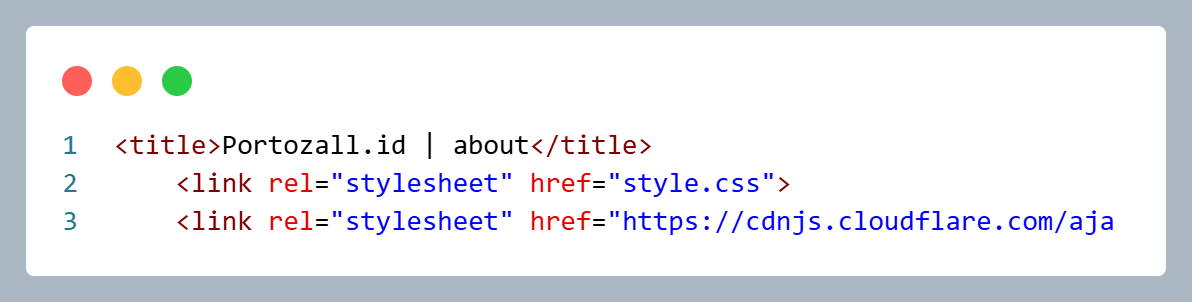 1 <title>Portozall.id | about</title>
2 <link rel="stylesheet" href="style.css">
3 <link rel="stylesheet" href="https://cdnjs.cloudflare.com/aja